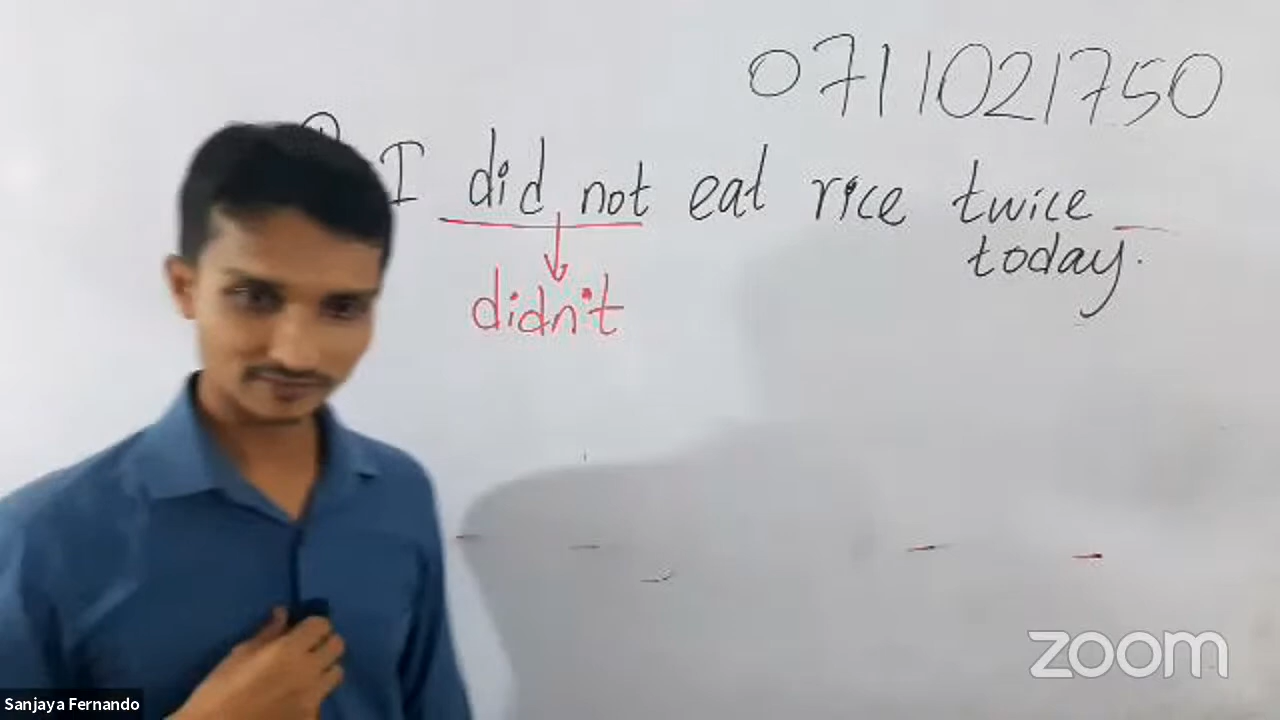 0711021750
I did not eat rice twice
today.
didn't
zoom
Sanjaya Fernando